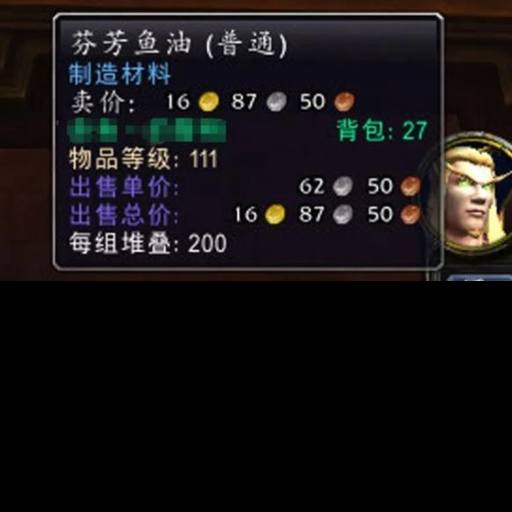 芬芳鱼油 (普通)
制造材料
卖价: 16 87 50
背包: 27
物品等级: 111
出售单价: 62 50
出售总价: 16 87 50
每组堆叠: 200